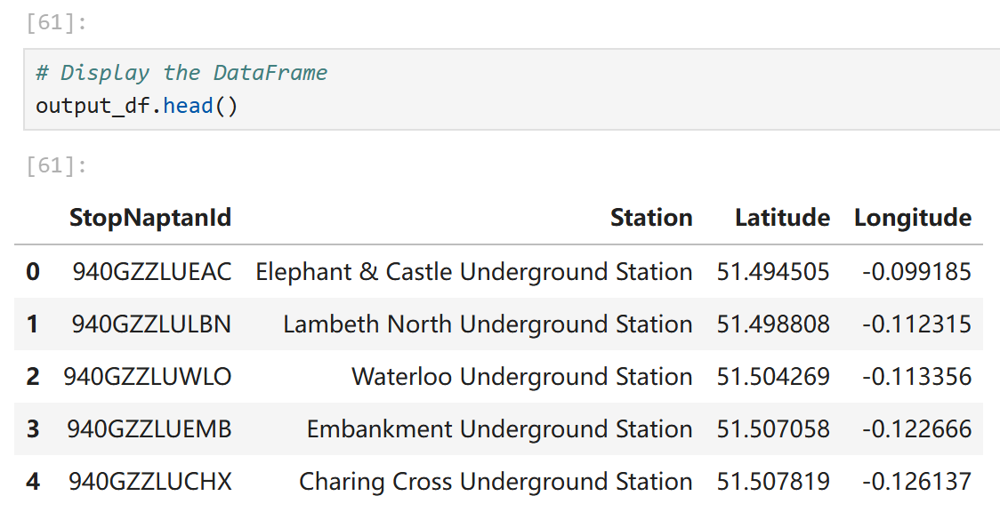 [61]:
# Display the DataFrame
output_df.head()
[61]:
StopNaptanId Station Latitude Longitude
0 940GZZLUEAC Elephant & Castle Underground Station 51.494505 -0.099185
1 940GZZLULBN Lambeth North Underground Station 51.498808 -0.112315
2 940GZZLUWLO Waterloo Underground Station 51.504269 -0.113356
3 940GZZLUEMB Embankment Underground Station 51.507058 -0.122666
4 940GZZLUCHX Charing Cross Underground Station 51.507819 -0.126137